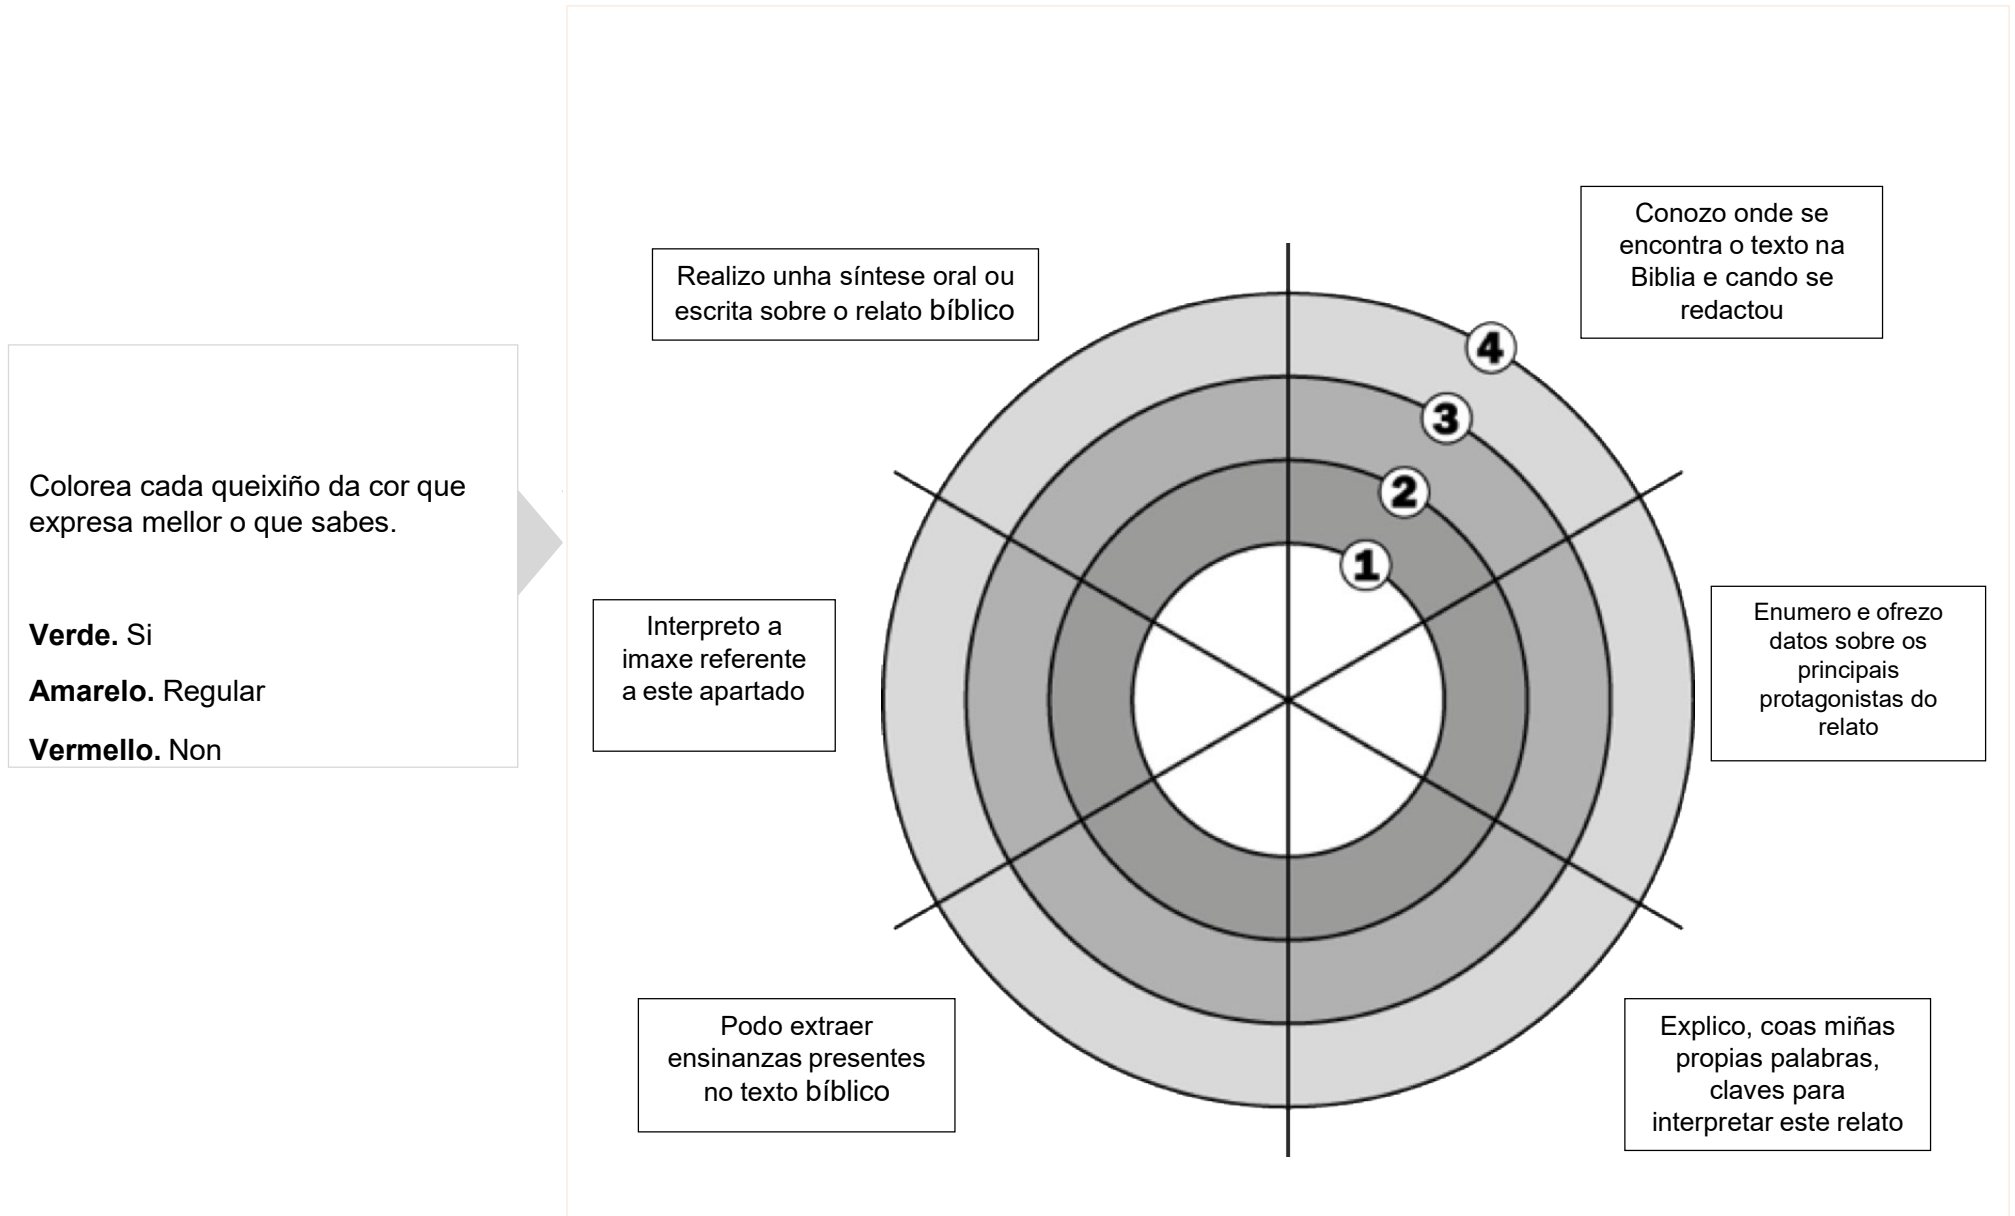 Colorea cada queixiño da cor que
expresa mellor o que sabes.
Verde. Si
Amarelo. Regular
Vermello. Non
Realizo unha síntese oral ou
escrita sobre o relato bíblico
Conozo onde se
encontra o texto na
Biblia e cando se
redactou
4
3
2
1
Interpreto a
imaxe referente
a este apartado
Enumero e ofrezo
datos sobre os
principais
protagonistas do
relato
Podo extraer
ensinanzas presentes
no texto bíblico
Explico, coas miñas
propias palabras,
claves para
interpretar este relato